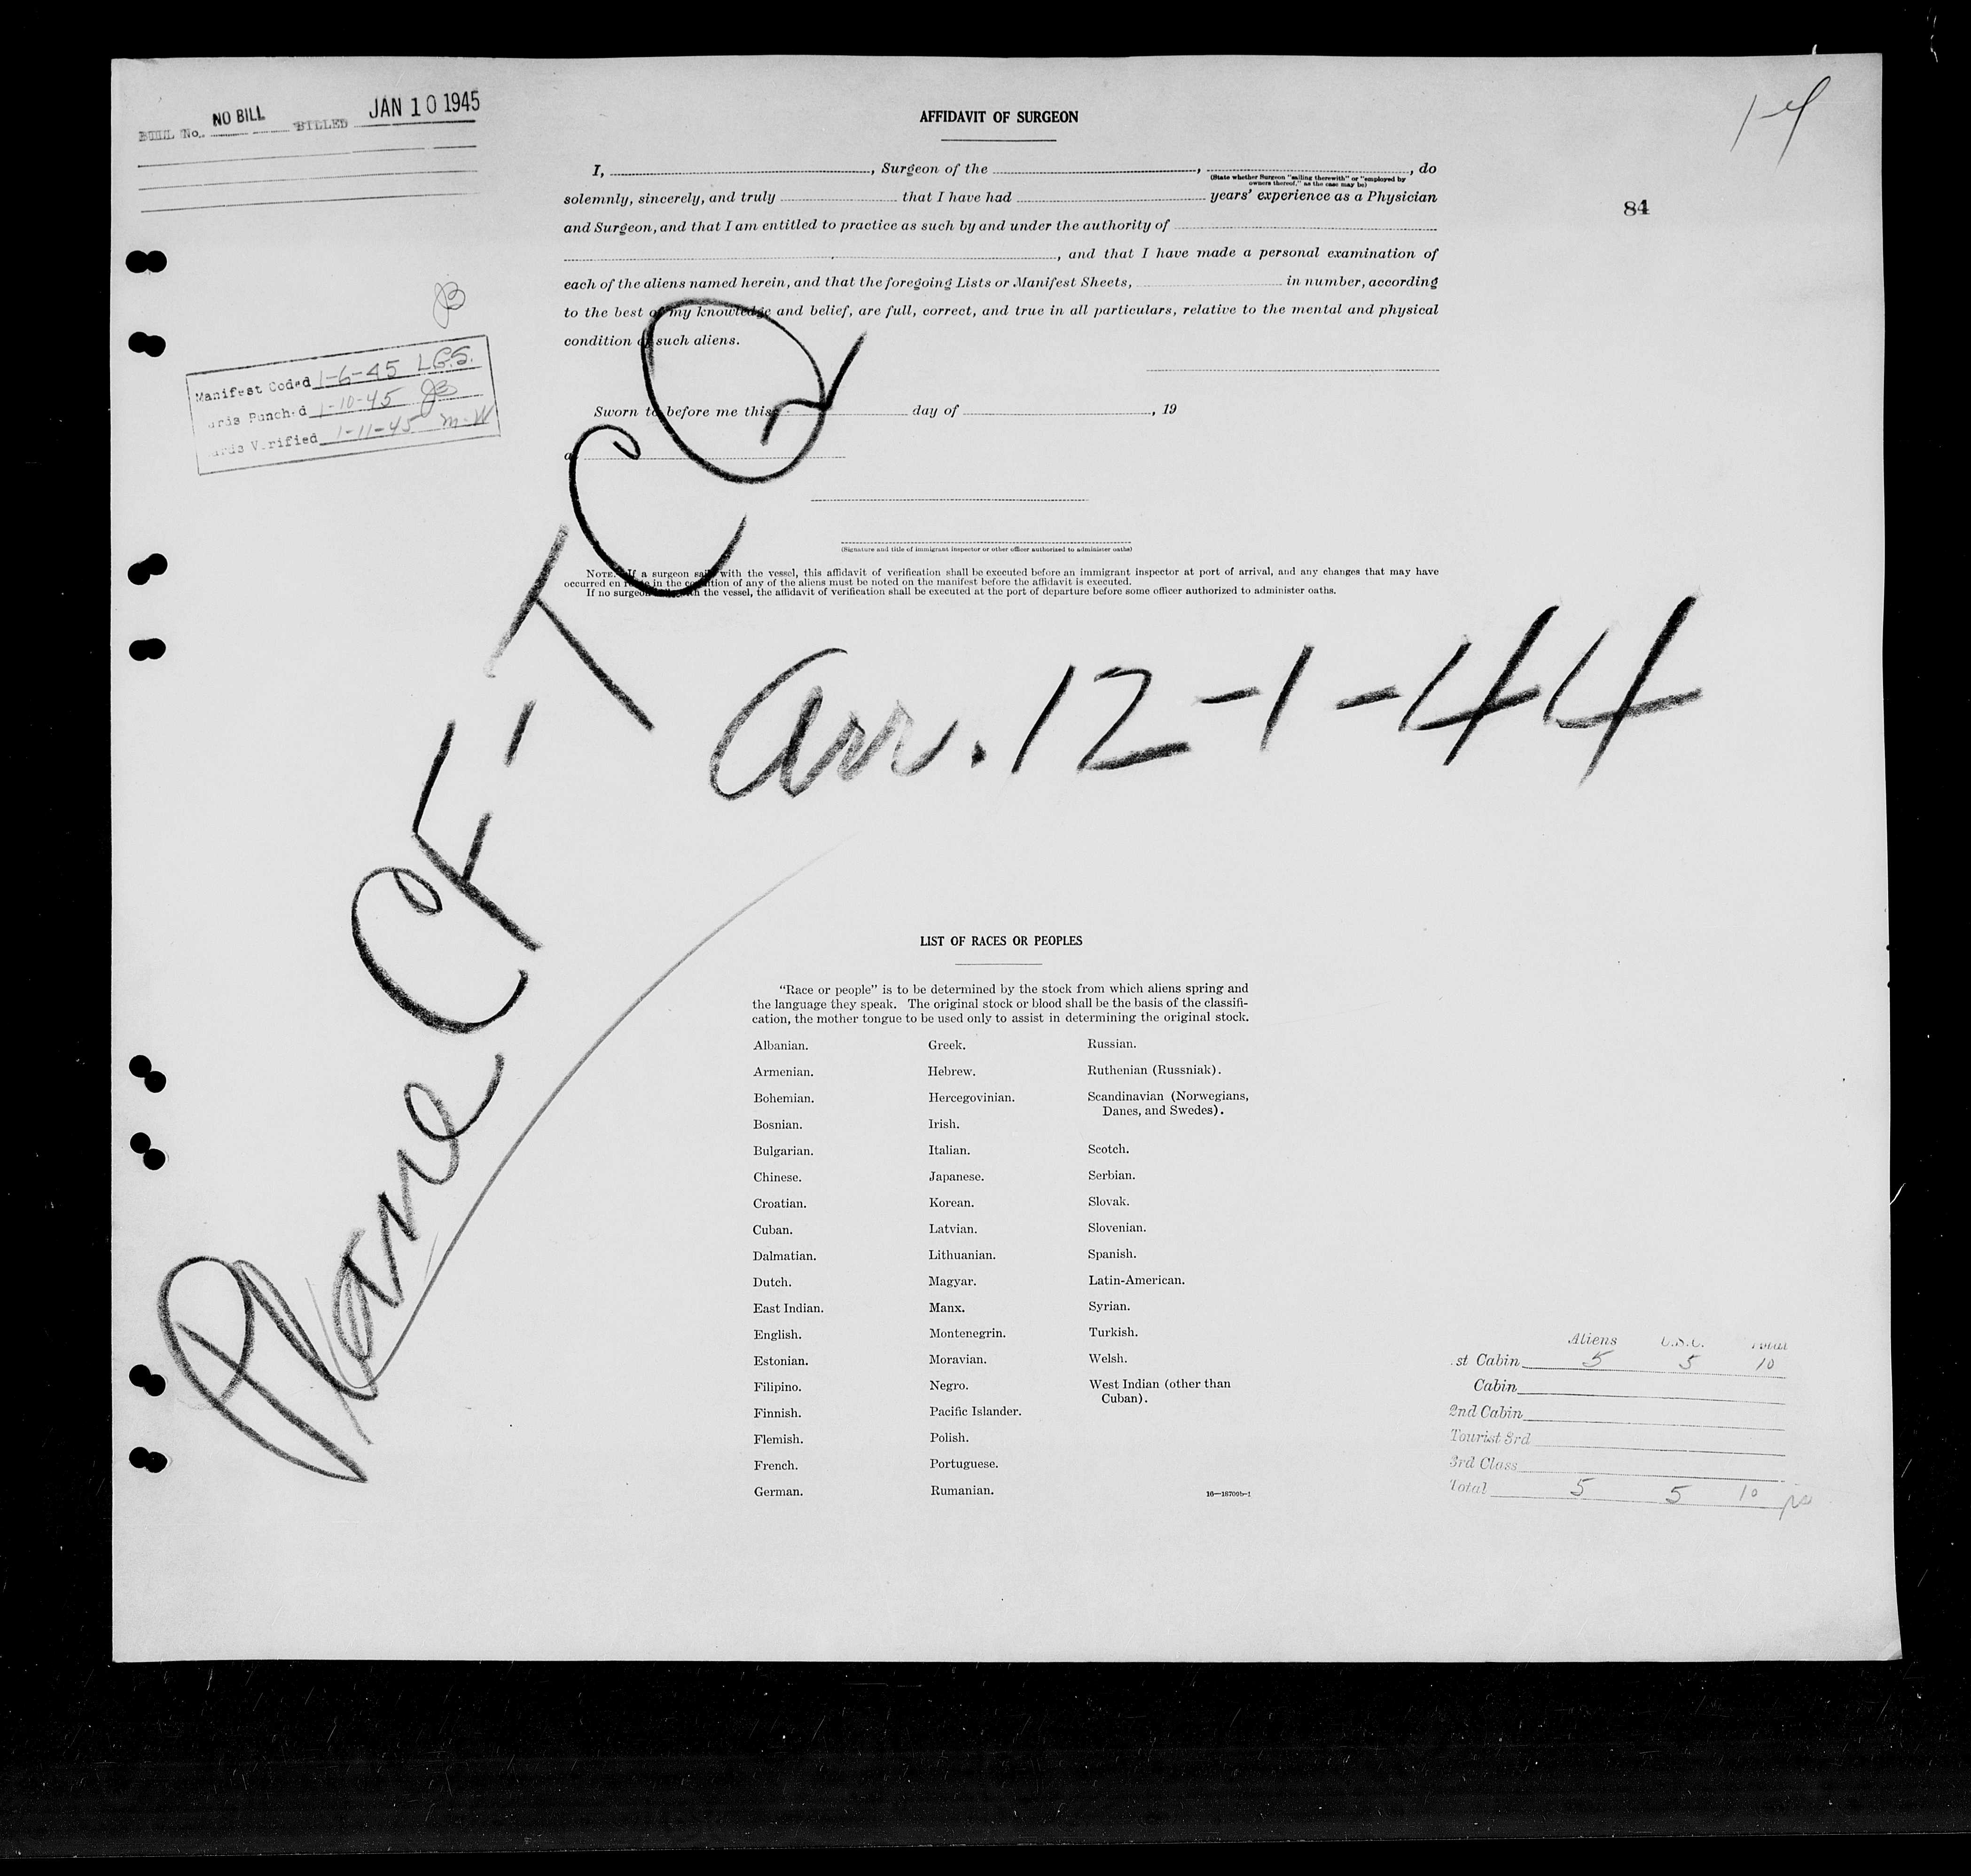 BILL No. NO BILL BILLED JAN 10 1945
AFFIDAVIT OF SURGEON
14
I, , Surgeon of the , , do
(State whether Surgeon "sailing therewith" or "employed by
owners thereof," as the case may be)
solemnly, sincerely, and truly that I have had years' experience as a Physician
84
and Surgeon, and that I am entitled to practice as such by and under the authority of
, and that I have made a personal examination of
each of the aliens named herein, and that the foregoing Lists or Manifest Sheets, in number, according
to the best of my knowledge and belief, are full, correct, and true in all particulars, relative to the mental and physical
condition of such aliens.
JB
Manifest Coded 1-6-45 L.G.S.
ards Punched 1-10-45 JB
ards Verified 1-11-45 m.W
Sworn to before me this day of , 19
at
(Signature and title of immigrant inspector or other officer authorized to administer oaths)
NOTE.—If a surgeon sails with the vessel, this affidavit of verification shall be executed before an immigrant inspector at port of arrival, and any changes that may have
occurred en route in the condition of any of the aliens must be noted on the manifest before the affidavit is executed.
If no surgeon sails with the vessel, the affidavit of verification shall be executed at the port of departure before some officer authorized to administer oaths.
Plane CF-TCQ
arr. 12-1-44
LIST OF RACES OR PEOPLES
"Race or people" is to be determined by the stock from which aliens spring and
the language they speak. The original stock or blood shall be the basis of the classifi-
cation, the mother tongue to be used only to assist in determining the original stock.
Albanian.
Armenian.
Bohemian.
Bosnian.
Bulgarian.
Chinese.
Croatian.
Cuban.
Dalmatian.
Dutch.
East Indian.
English.
Estonian.
Filipino.
Finnish.
Flemish.
French.
German.
Greek.
Hebrew.
Hercegovinian.
Irish.
Italian.
Japanese.
Korean.
Latvian.
Lithuanian.
Magyar.
Manx.
Montenegrin.
Moravian.
Negro.
Pacific Islander.
Polish.
Portuguese.
Rumanian.
Russian.
Ruthenian (Russniak).
Scandinavian (Norwegians,
Danes, and Swedes).
Scotch.
Serbian.
Slovak.
Slovenian.
Spanish.
Latin-American.
Syrian.
Turkish.
Welsh.
West Indian (other than
Cuban).
16—18709b-1
Aliens U.S.C. Total
st Cabin 5 5 10
Cabin
2nd Cabin
Tourist 3rd
3rd Class
Total 5 5 10